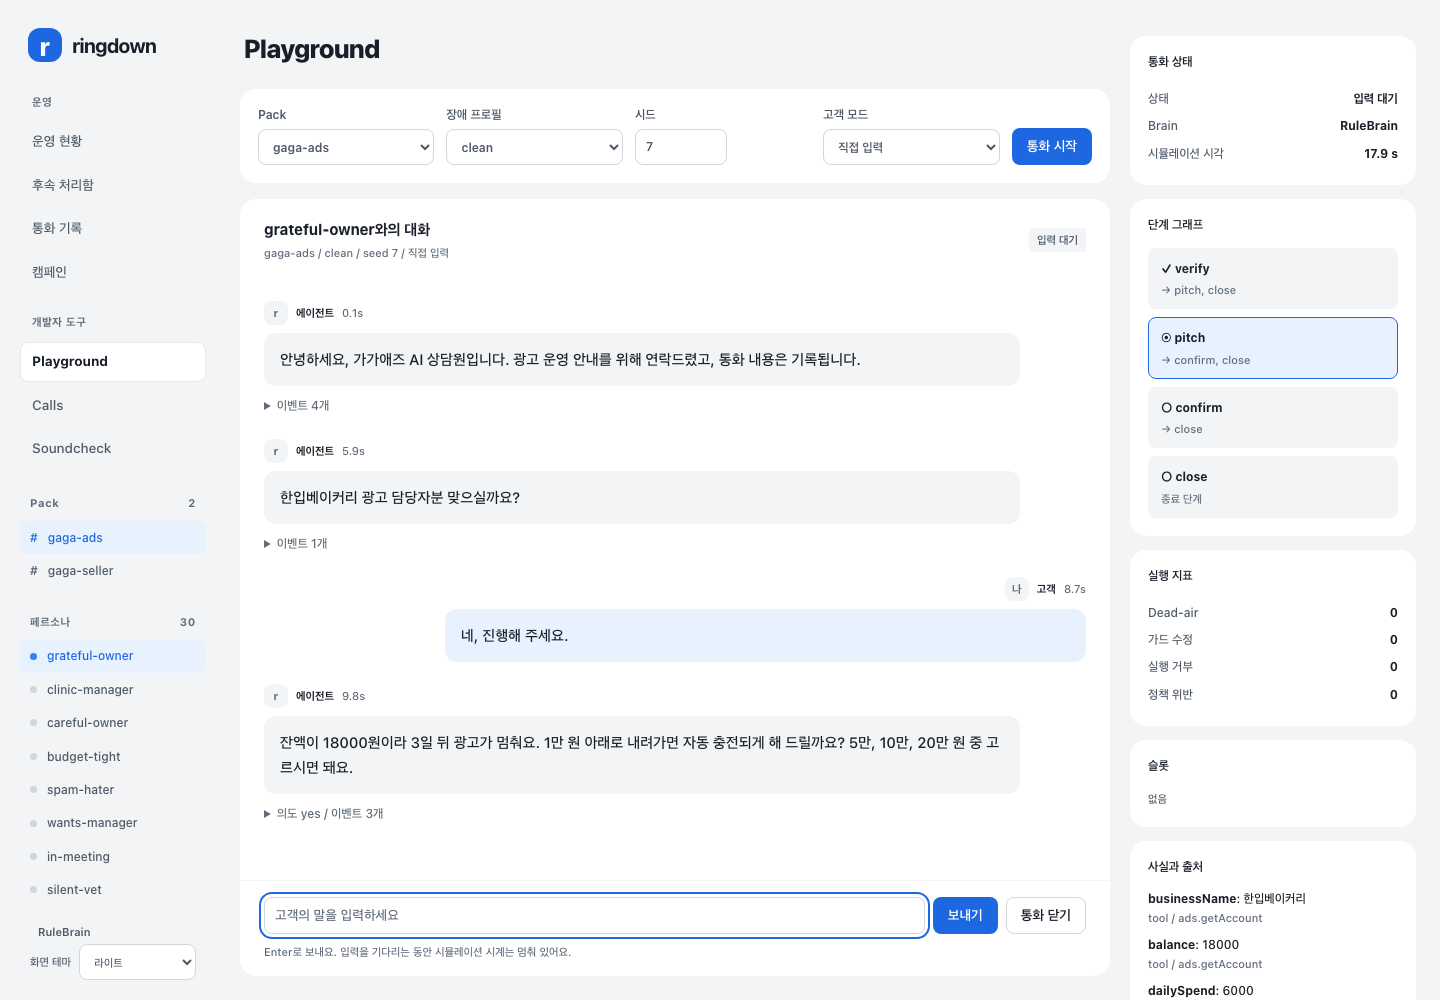 r ringdown
운영
운영 현황
후속 처리함
통화 기록
캠페인
개발자 도구
Playground
Calls
Soundcheck
Pack 2
# gaga-ads
# gaga-seller
페르소나 30
grateful-owner
clinic-manager
careful-owner
budget-tight
spam-hater
wants-manager
in-meeting
silent-vet
RuleBrain
화면 테마 라이트
Playground
Pack 장애 프로필 시드 고객 모드
gaga-ads clean 7 직접 입력 통화 시작
grateful-owner와의 대화
gaga-ads / clean / seed 7 / 직접 입력
입력 대기
r 에이전트 0.1s
안녕하세요, 가가애즈 AI 상담원입니다. 광고 운영 안내를 위해 연락드렸고, 통화 내용은 기록됩니다.
▶ 이벤트 4개
r 에이전트 5.9s
한입베이커리 광고 담당자분 맞으실까요?
▶ 이벤트 1개
나 고객 8.7s
네, 진행해 주세요.
r 에이전트 9.8s
잔액이 18000원이라 3일 뒤 광고가 멈춰요. 1만 원 아래로 내려가면 자동 충전되게 해 드릴까요? 5만, 10만, 20만 원 중 고
르시면 돼요.
▶ 의도 yes / 이벤트 3개
고객의 말을 입력하세요 보내기 통화 닫기
Enter로 보내요. 입력을 기다리는 동안 시뮬레이션 시계는 멈춰 있어요.
통화 상태
상태 입력 대기
Brain RuleBrain
시뮬레이션 시각 17.9 s
단계 그래프
✓ verify
→ pitch, close
pitch
→ confirm, close
confirm
→ close
close
종료 단계
실행 지표
Dead-air 0
가드 수정 0
실행 거부 0
정책 위반 0
슬롯
없음
사실과 출처
businessName: 한입베이커리
tool / ads.getAccount
balance: 18000
tool / ads.getAccount
dailySpend: 6000